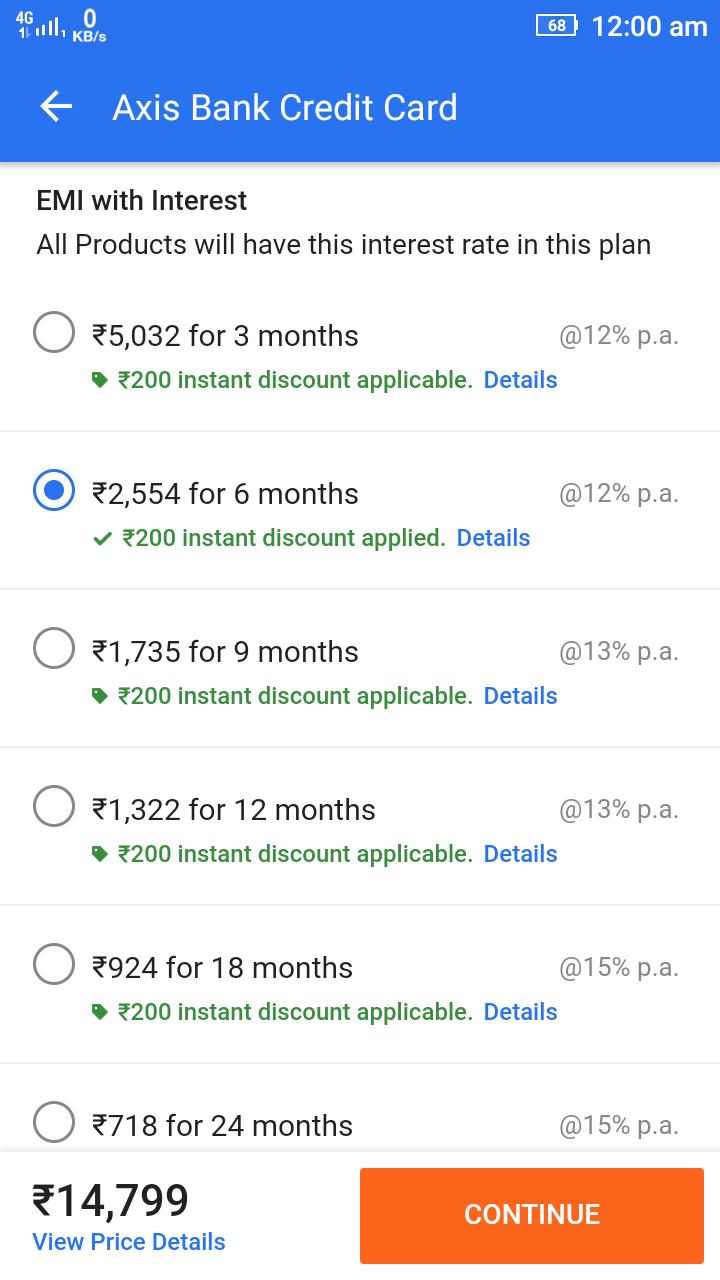 4G 0 KB/s 68 12:00 am
Axis Bank Credit Card
EMI with Interest
All Products will have this interest rate in this plan
₹5,032 for 3 months @12% p.a.
₹200 instant discount applicable. Details
₹2,554 for 6 months @12% p.a.
₹200 instant discount applied. Details
₹1,735 for 9 months @13% p.a.
₹200 instant discount applicable. Details
₹1,322 for 12 months @13% p.a.
₹200 instant discount applicable. Details
₹924 for 18 months @15% p.a.
₹200 instant discount applicable. Details
₹718 for 24 months @15% p.a.
₹14,799
View Price Details
CONTINUE